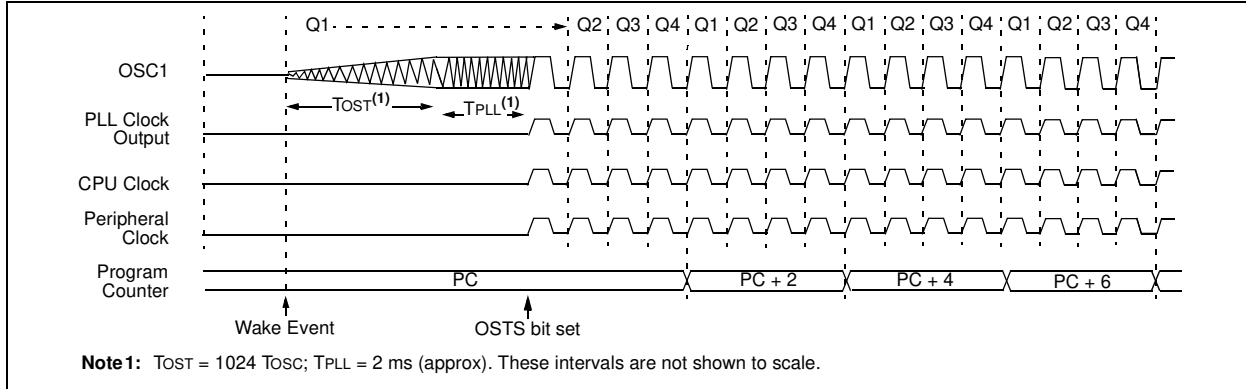 Q1 Q2 Q3 Q4 Q1 Q2 Q3 Q4 Q1 Q2 Q3 Q4 Q1 Q2 Q3 Q4
OSC1
TOST(1) TPLL(1)
PLL Clock
Output
CPU Clock
Peripheral
Clock
Program
Counter
PC PC + 2 PC + 4 PC + 6
Wake Event OSTS bit set
Note1: TOST = 1024 TOSC; TPLL = 2 ms (approx). These intervals are not shown to scale.